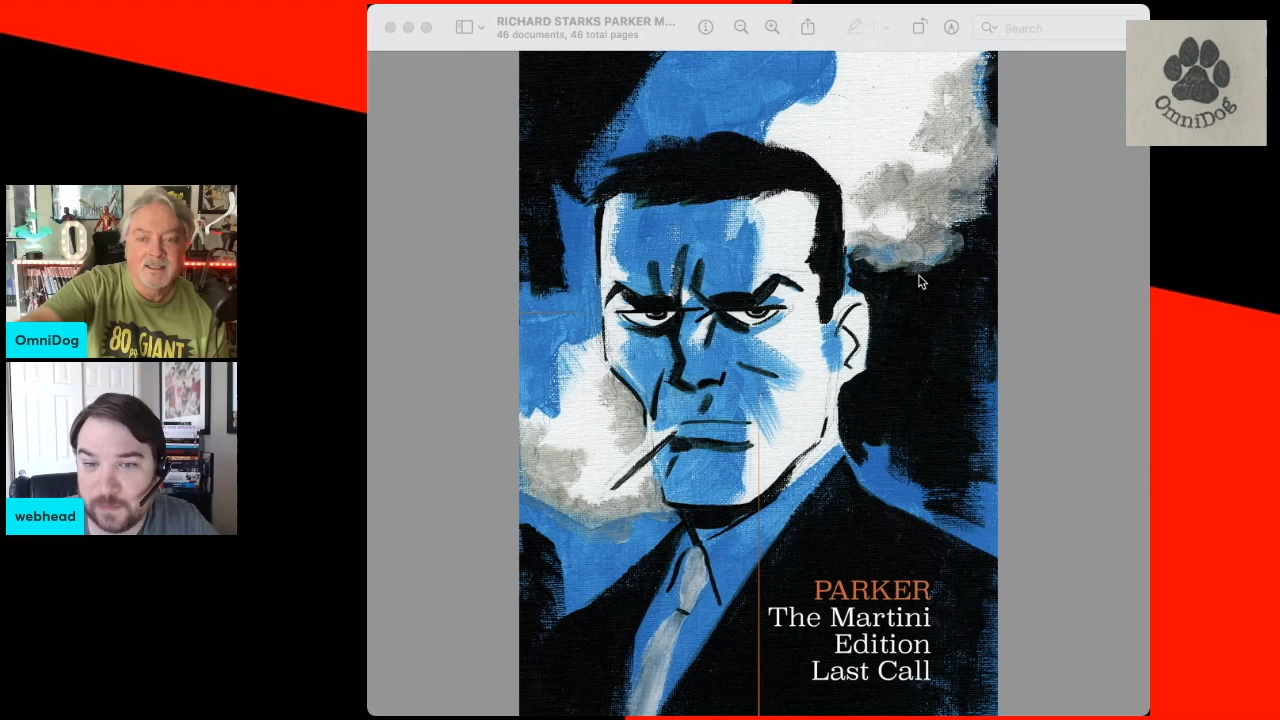 RICHARD STARKS PARKER M...
46 documents, 46 total pages
Search
OmniDog
10
80pg. GIANT
OmniDog
webhead
PARKER
The Martini
Edition
Last Call